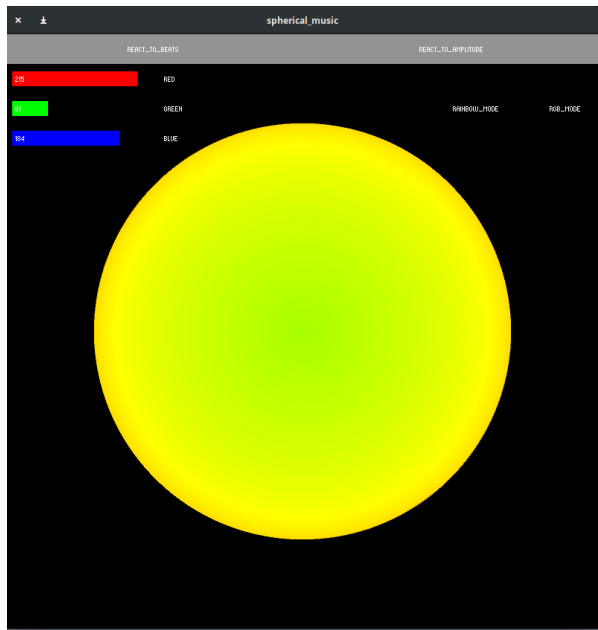 spherical_music
REACT_TO_BEATS REACT_TO_AMPLITUDE
215 RED
61 GREEN RAINBOW_MODE RGB_MODE
184 BLUE